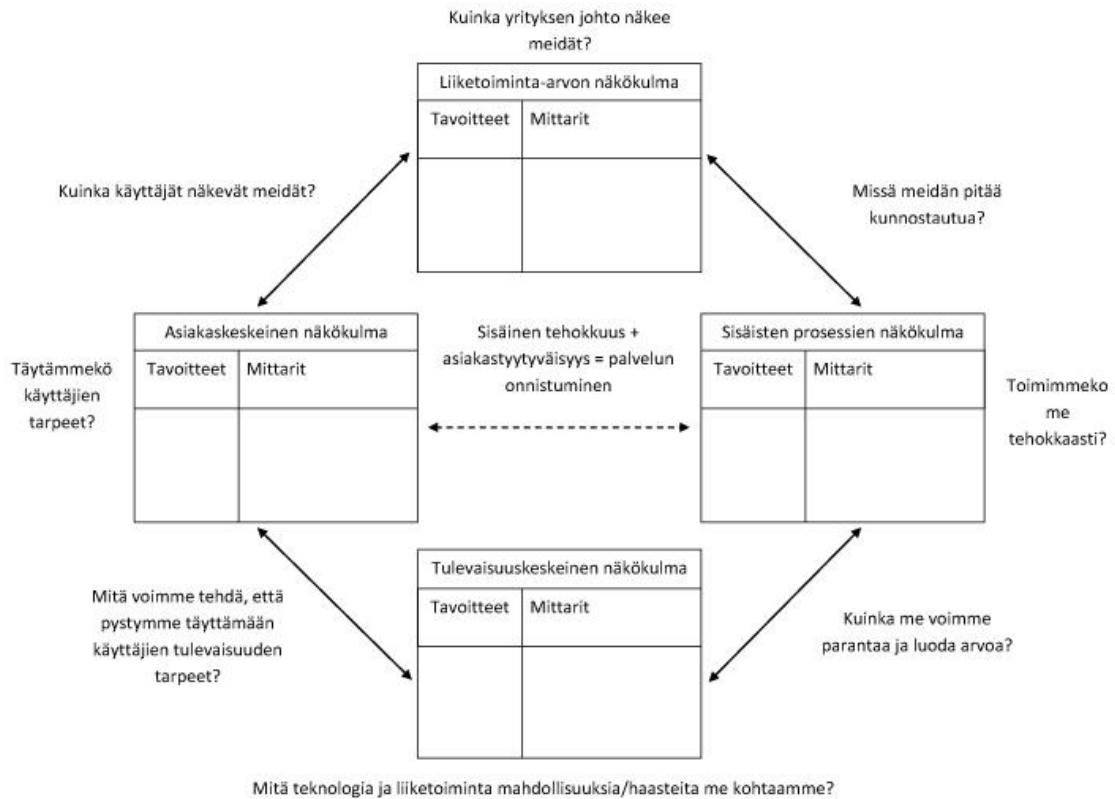 Kuinka yrityksen johto näkee
meidät?
Liiketoiminta-arvon näkökulma
Tavoitteet Mittarit
Kuinka käyttäjät näkevät meidät?
Missä meidän pitää
kunnostautua?
Asiakaskeskeinen näkökulma
Tavoitteet Mittarit
Täytämmekö
käyttäjien
tarpeet?
Sisäinen tehokkuus +
asiakastyytyväisyys = palvelun
onnistuminen
Sisäisten prosessien näkökulma
Tavoitteet Mittarit
Toimimmeko
me
tehokkaasti?
Mitä voimme tehdä, että
pystymme täyttämään
käyttäjien tulevaisuuden
tarpeet?
Tulevaisuuskeskeinen näkökulma
Tavoitteet Mittarit
Kuinka me voimme
parantaa ja luoda arvoa?
Mitä teknologia ja liiketoiminta mahdollisuuksia/haasteita me kohtaamme?